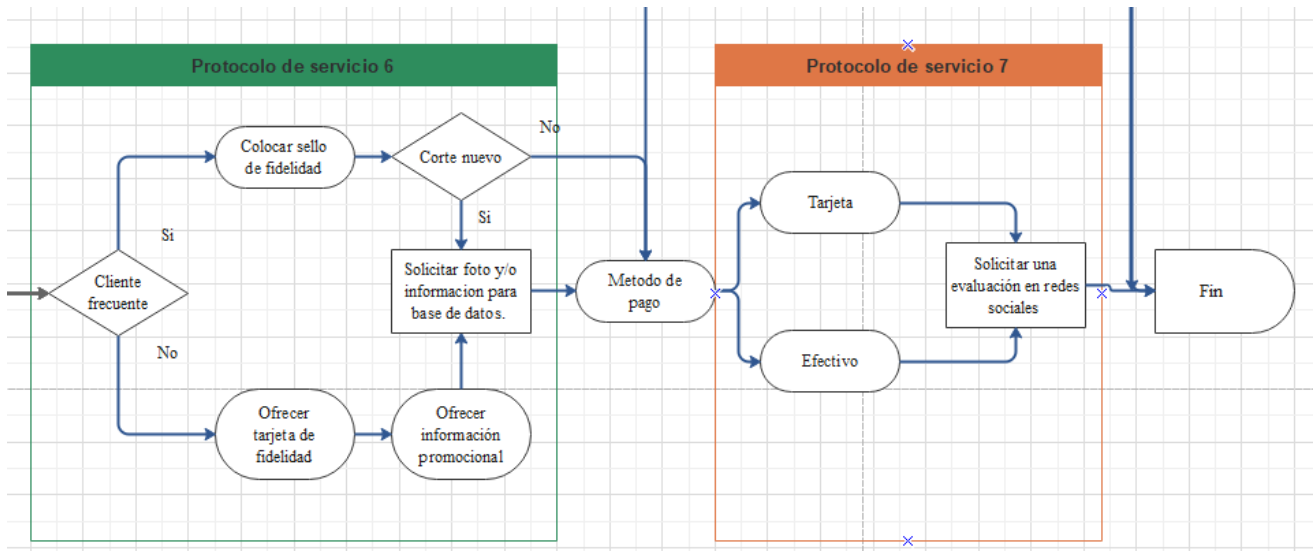 Protocolo de servicio 6
Protocolo de servicio 7
No
Colocar sello
de fidelidad
Corte nuevo
Tarjeta
Si
Si
Cliente
frecuente
Solicitar foto y/o
informacion para
base de datos.
Metodo de
pago
Solicitar una
evaluación en redes
sociales
Fin
No
Efectivo
Ofrecer
tarjeta de
fidelidad
Ofrecer
información
promocional